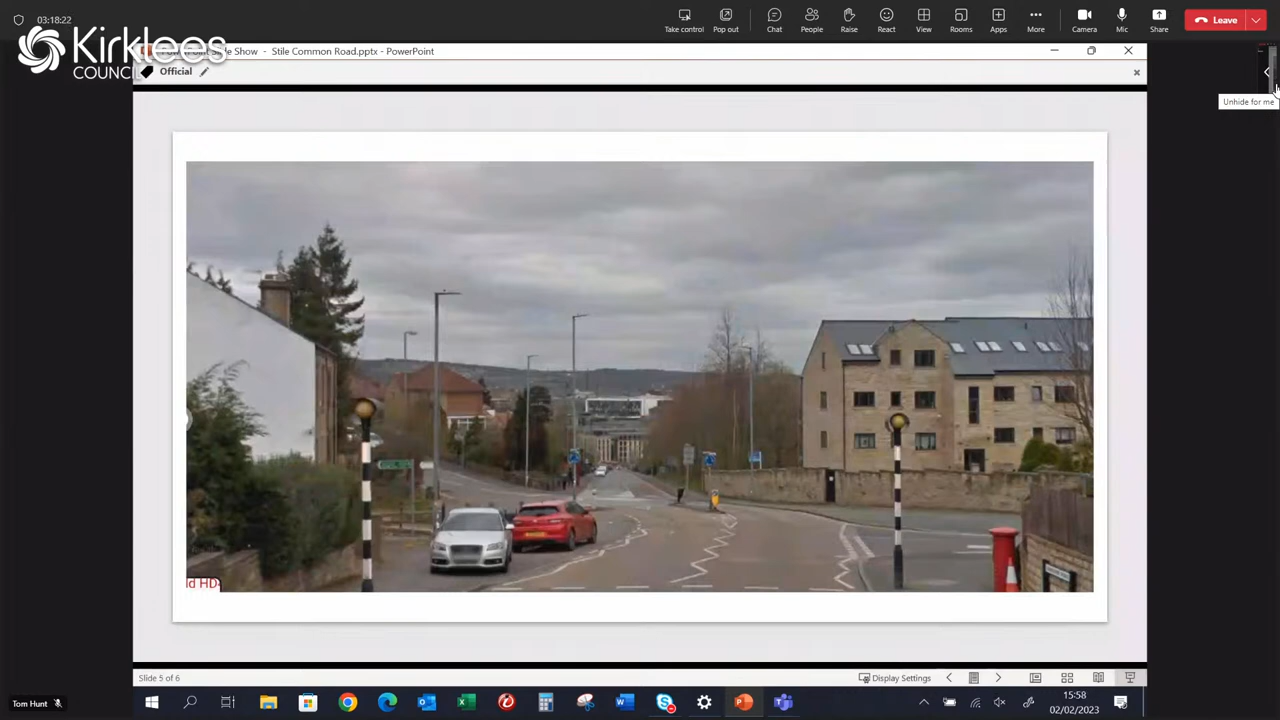 03:18:22
Take control
Pop out
Chat
People
Raise
React
View
Rooms
Apps
More
Camera
Mic
Share
Leave
Kirklees
COUNCIL
Stile Common Road.pptx - PowerPoint
Official
Unhide for me
d HD
Slide 5 of 6
Display Settings
Tom Hunt
15:58
02/02/2023